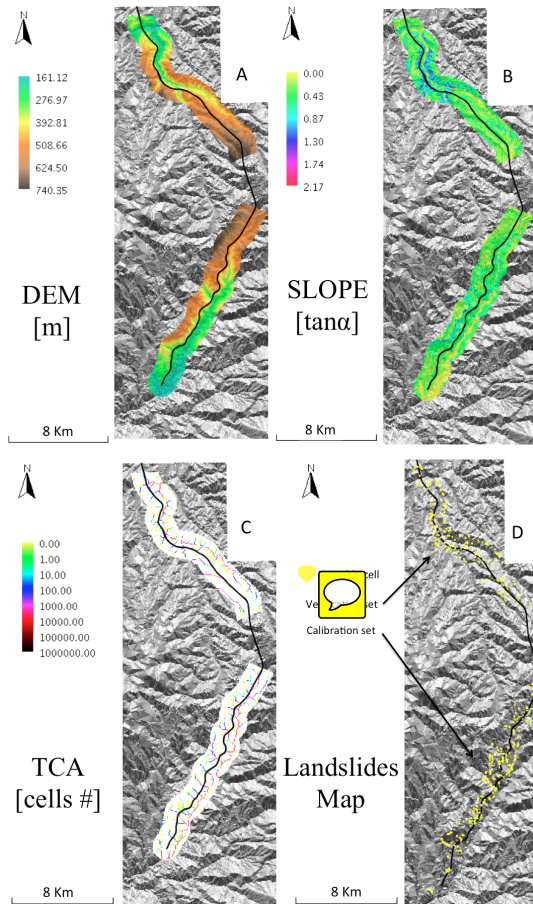 N
A
161.12
276.97
392.81
508.66
624.50
740.35
DEM
[m]
8 Km
N
B
0.00
0.43
0.87
1.30
1.74
2.17
SLOPE
[tanα]
8 Km
N
C
0.00
1.00
10.00
100.00
1000.00
10000.00
100000.00
1000000.00
TCA
[cells #]
8 Km
N
D
cell
set
Calibration set
Landslides
Map
8 Km